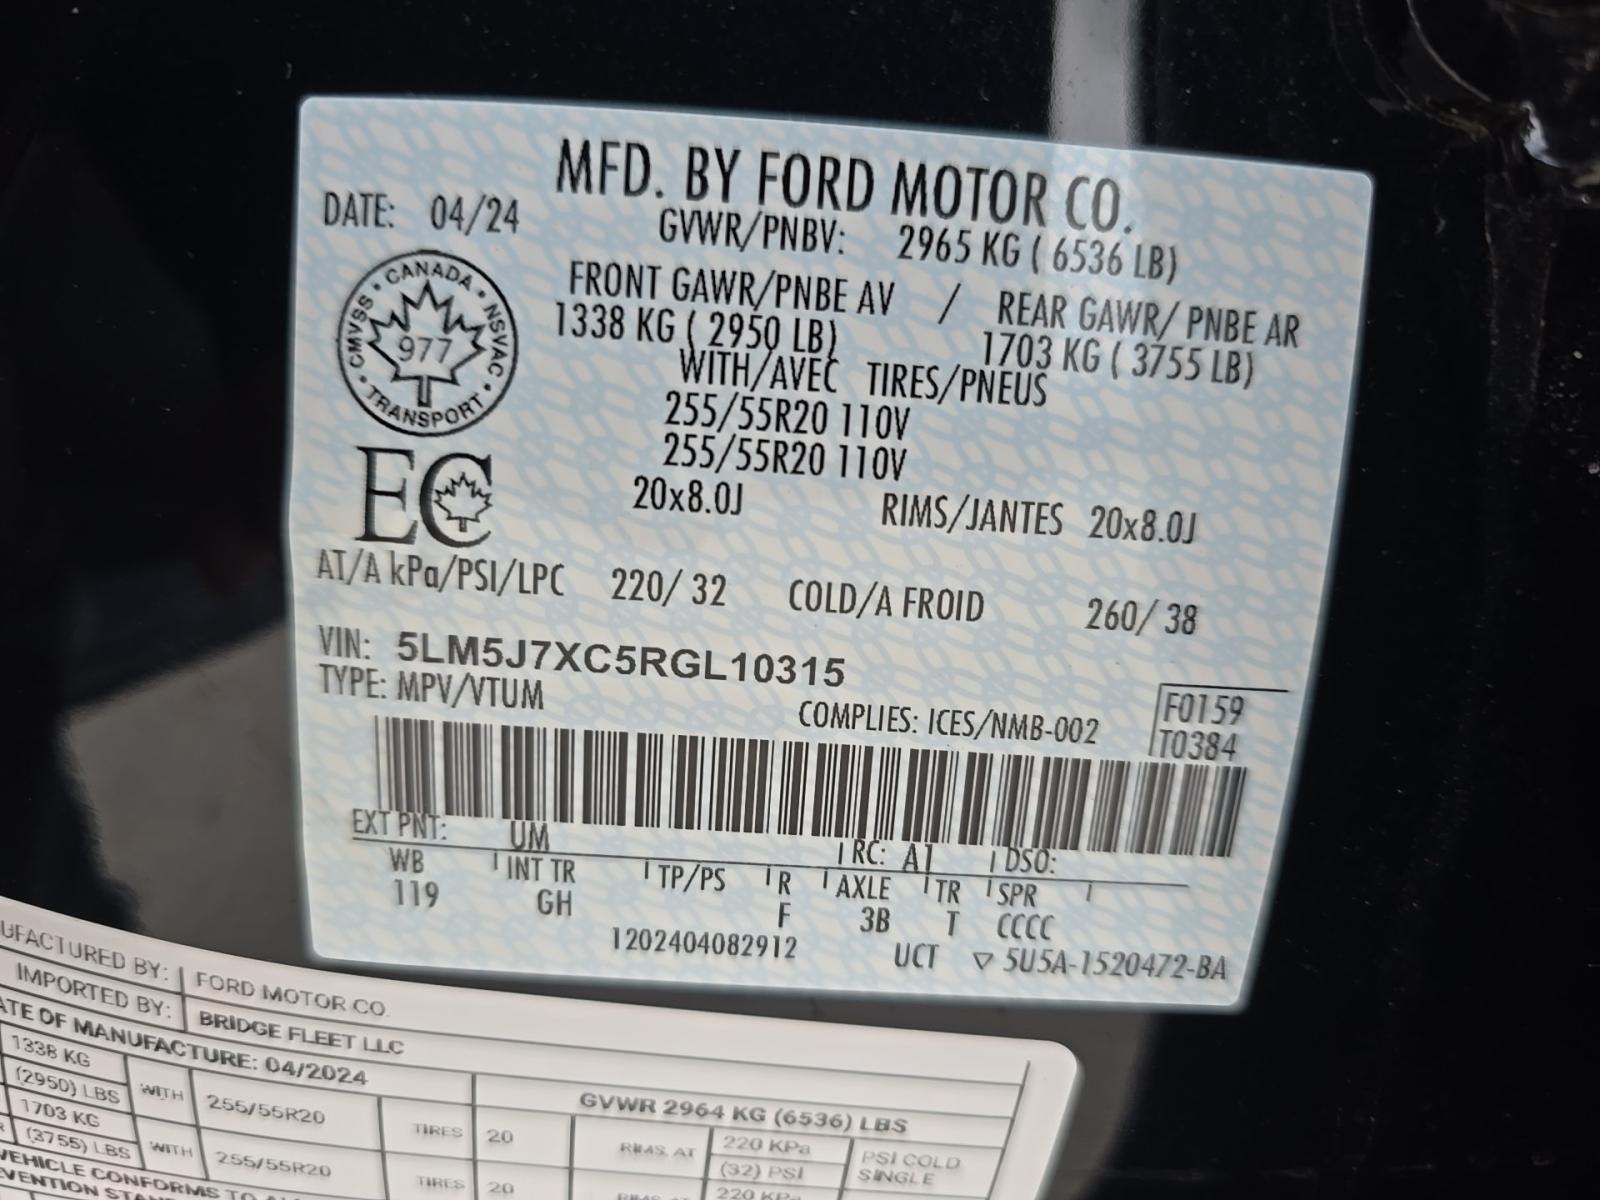 MFD. BY FORD MOTOR CO.
DATE: 04/24
GVWR/PNBV: 2965 KG ( 6536 LB)
FRONT GAWR/PNBE AV / REAR GAWR/ PNBE AR
1338 KG ( 2950 LB) 1703 KG ( 3755 LB)
WITH/AVEC TIRES/PNEUS
255/55R20 110V
255/55R20 110V
20x8.0J RIMS/JANTES 20x8.0J
CANADA • NSVAC • TRANSPORT • CMVSS •
977
EC
AT/A kPa/PSI/LPC 220/ 32 COLD/A FROID 260/ 38
VIN: 5LM5J7XC5RGL10315
TYPE: MPV/VTUM
COMPLIES: ICES/NMB-002
F0159
T0384
EXT PNT: UM RC: A1 DSO:
WB INT TR TP/PS R AXLE TR SPR
119 GH F 3B T CCCC
1202404082912 UCT ▽ 5U5A-1520472-BA
UFACTURED BY: FORD MOTOR CO.
IMPORTED BY: BRIDGE FLEET LLC
ATE OF MANUFACTURE: 04/2024
GVWR 2964 KG (6536) LBS
1338 KG
(2950) LBS WITH 255/55R20 TIRES 20 RIMS, AT 220 KPa
(32) PSI PSI COLD
SINGLE
1703 KG
(3755) LBS WITH 255/55R20 TIRES 20 RIMS AT 220 KPa
VEHICLE CONFORMS TO